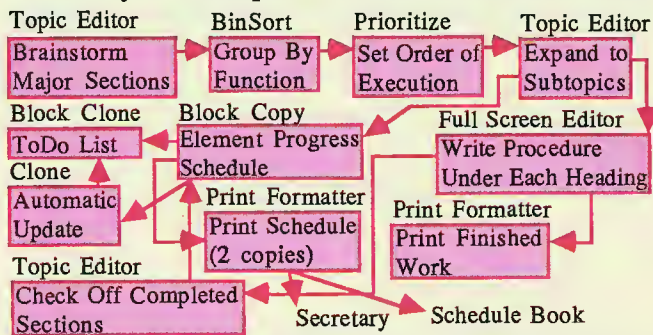 Topic Editor
Brainstorm
Major Sections
BinSort
Group By
Function
Prioritize
Set Order of
Execution
Topic Editor
Expand to
Subtopics
Block Clone
ToDo List
Block Copy
Element Progress
Schedule
Full Screen Editor
Write Procedure
Under Each Heading
Clone
Automatic
Update
Print Formatter
Print Schedule
(2 copies)
Print Formatter
Print Finished
Work
Topic Editor
Check Off Completed
Sections
Secretary
Schedule Book